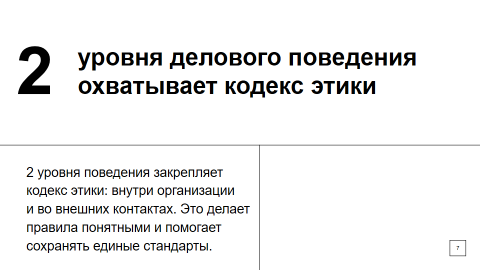 2
уровня делового поведения
охватывает кодекс этики
2 уровня поведения закрепляет
кодекс этики: внутри организации
и во внешних контактах. Это делает
правила понятными и помогает
сохранять единые стандарты.
7